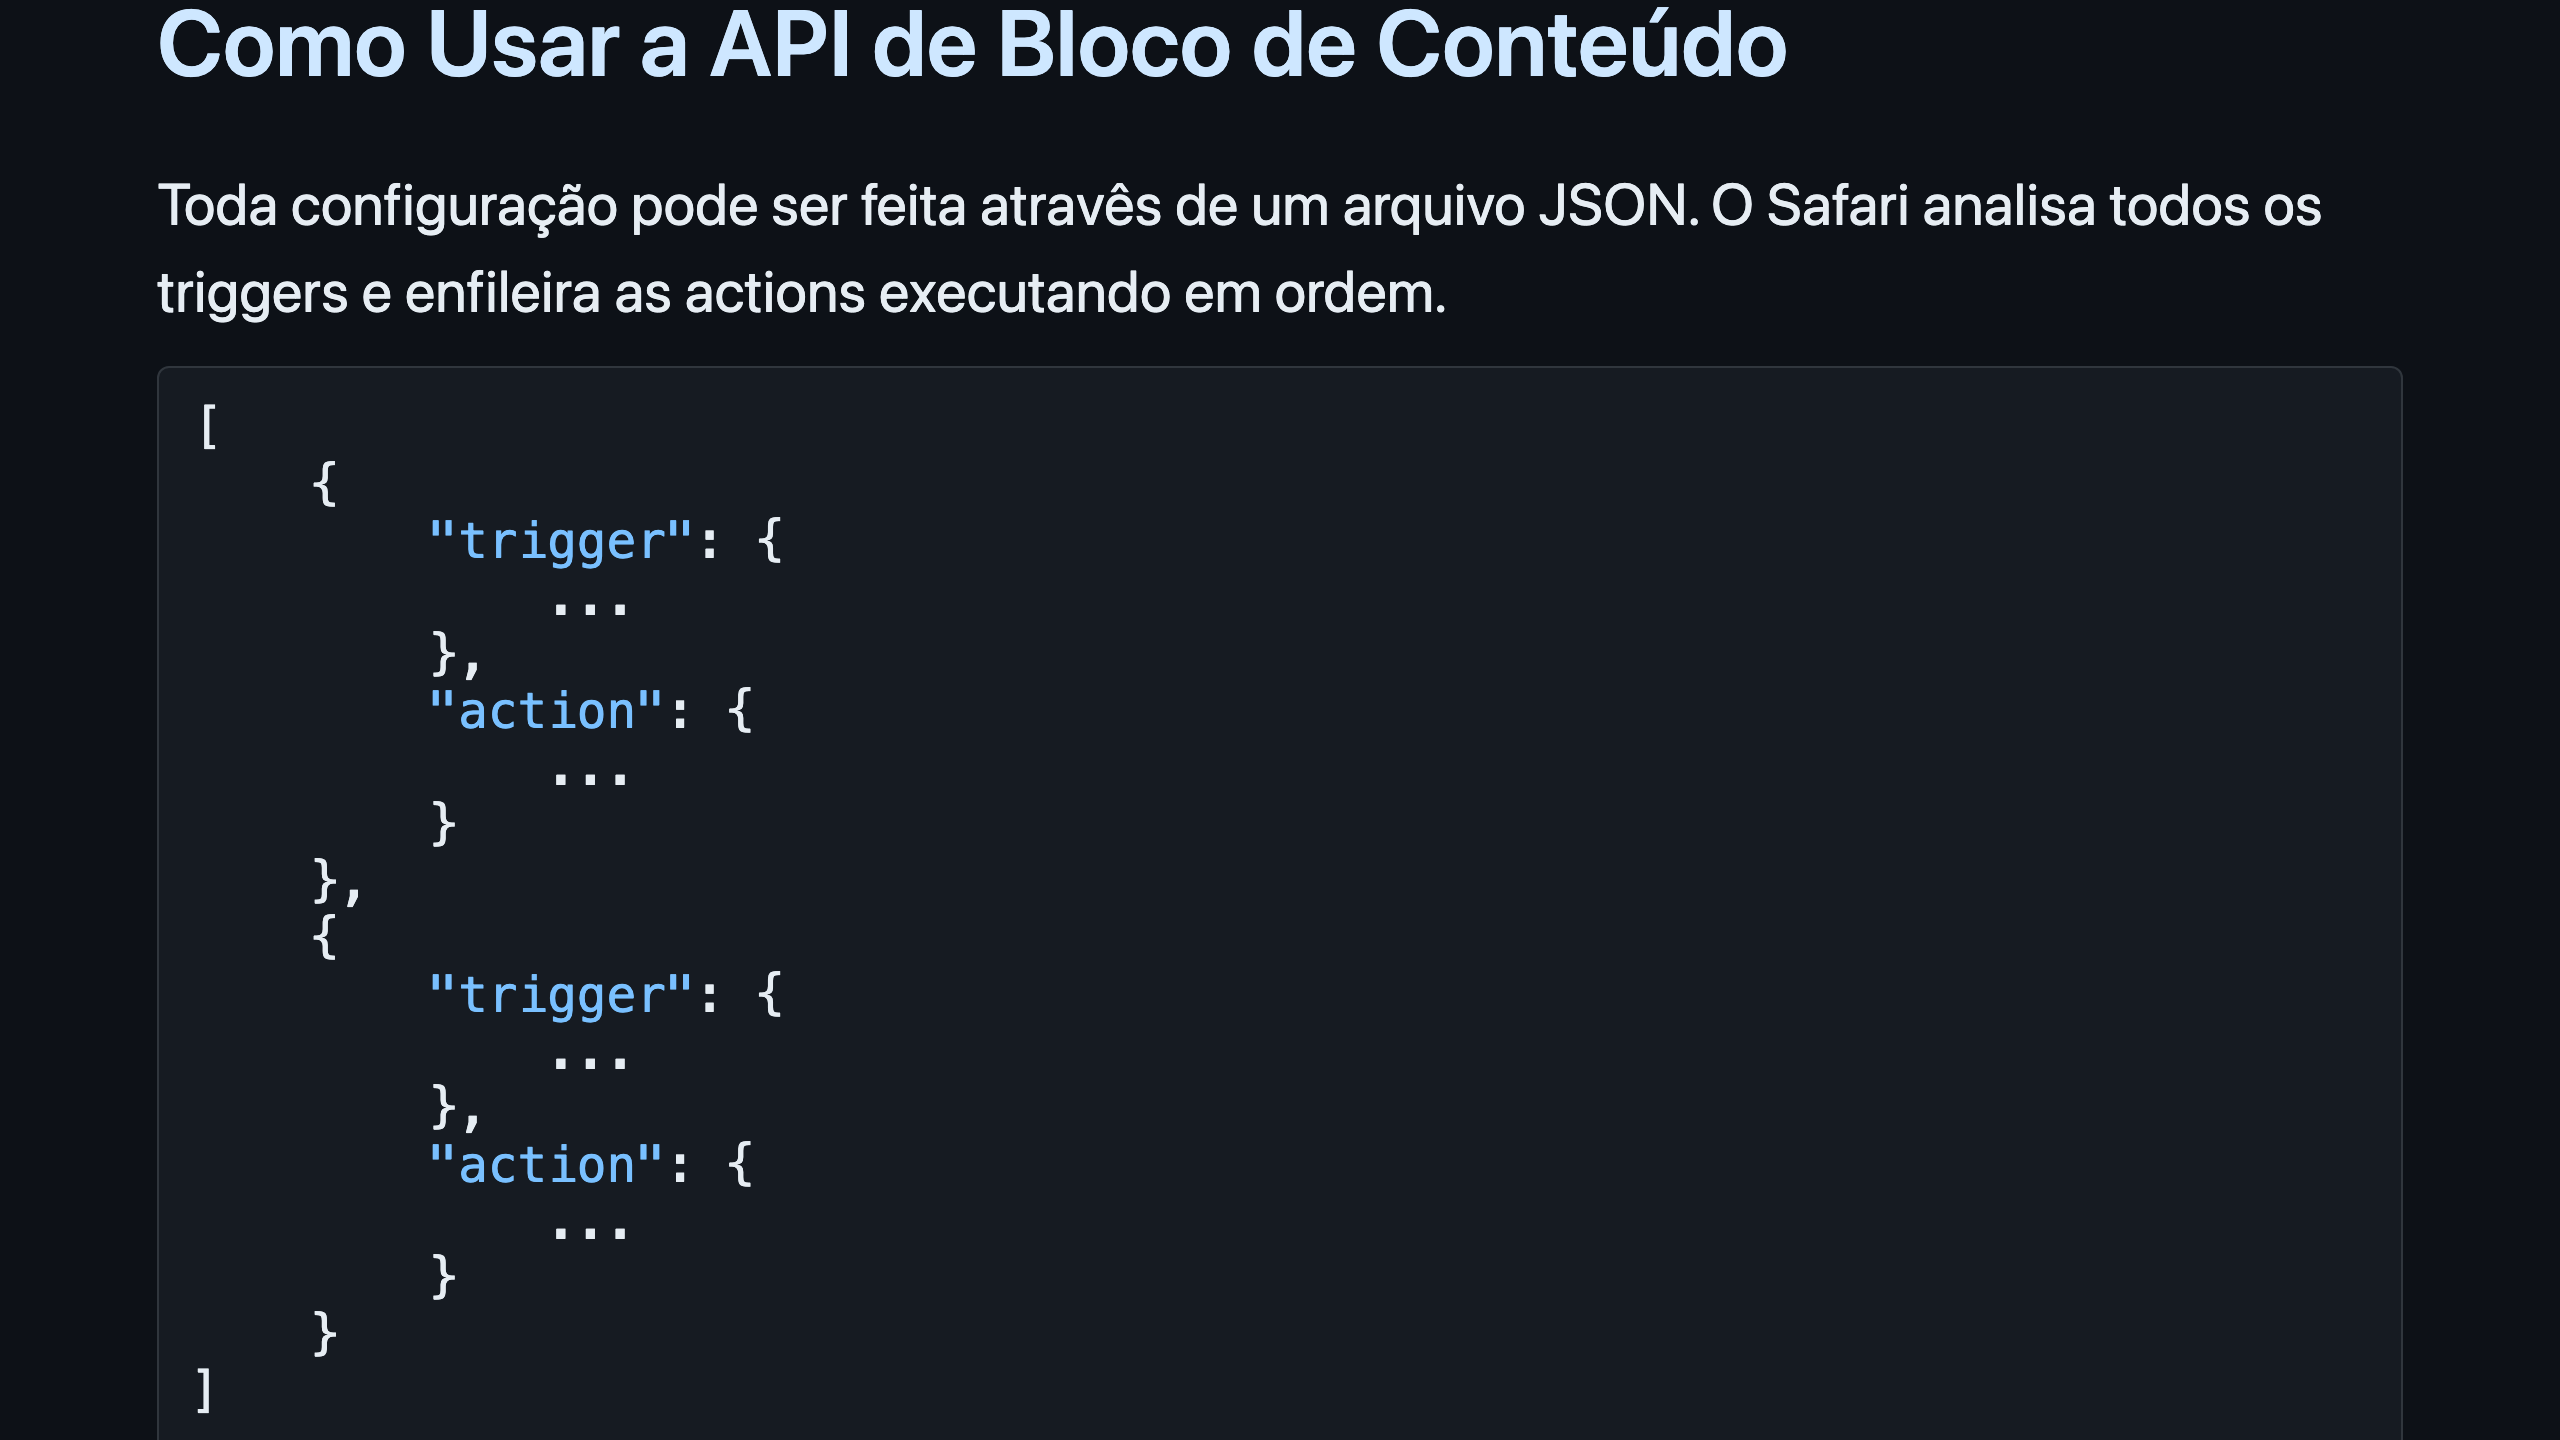 Como Usar a API de Bloco de Conteúdo
Toda configuração pode ser feita atravês de um arquivo JSON. O Safari analisa todos os
triggers e enfileira as actions executando em ordem.
[
    {
        "trigger": {
            ...
        },
        "action": {
            ...
        }
    },
    {
        "trigger": {
            ...
        },
        "action": {
            ...
        }
    }
]